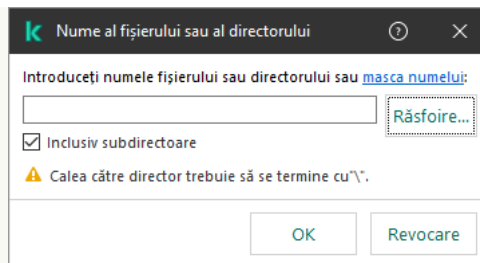 Nume al fișierului sau al directorului
Introduceți numele fișierului sau directorului sau masca numelui:
Răsfoire...
Inclusiv subdirectoare
Calea către director trebuie să se termine cu"\".
OK Revocare